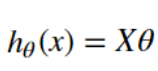 hθ(x) = Xθ